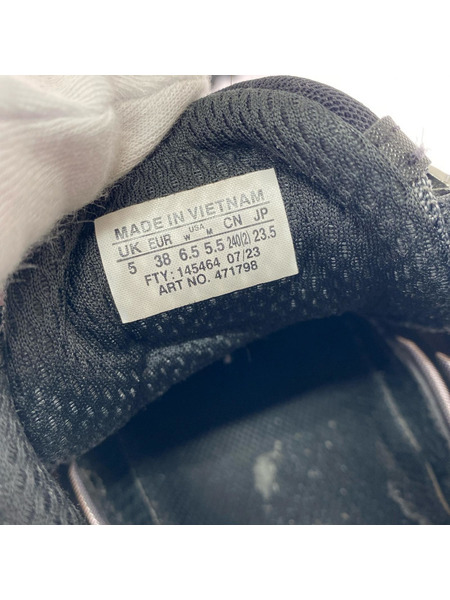 MADE IN VIETNAM
UK EUR USA W M CN JP
5 38 6.5 5.5 240(2) 23.5
FTY: 145464 07/23
ART NO. 471798